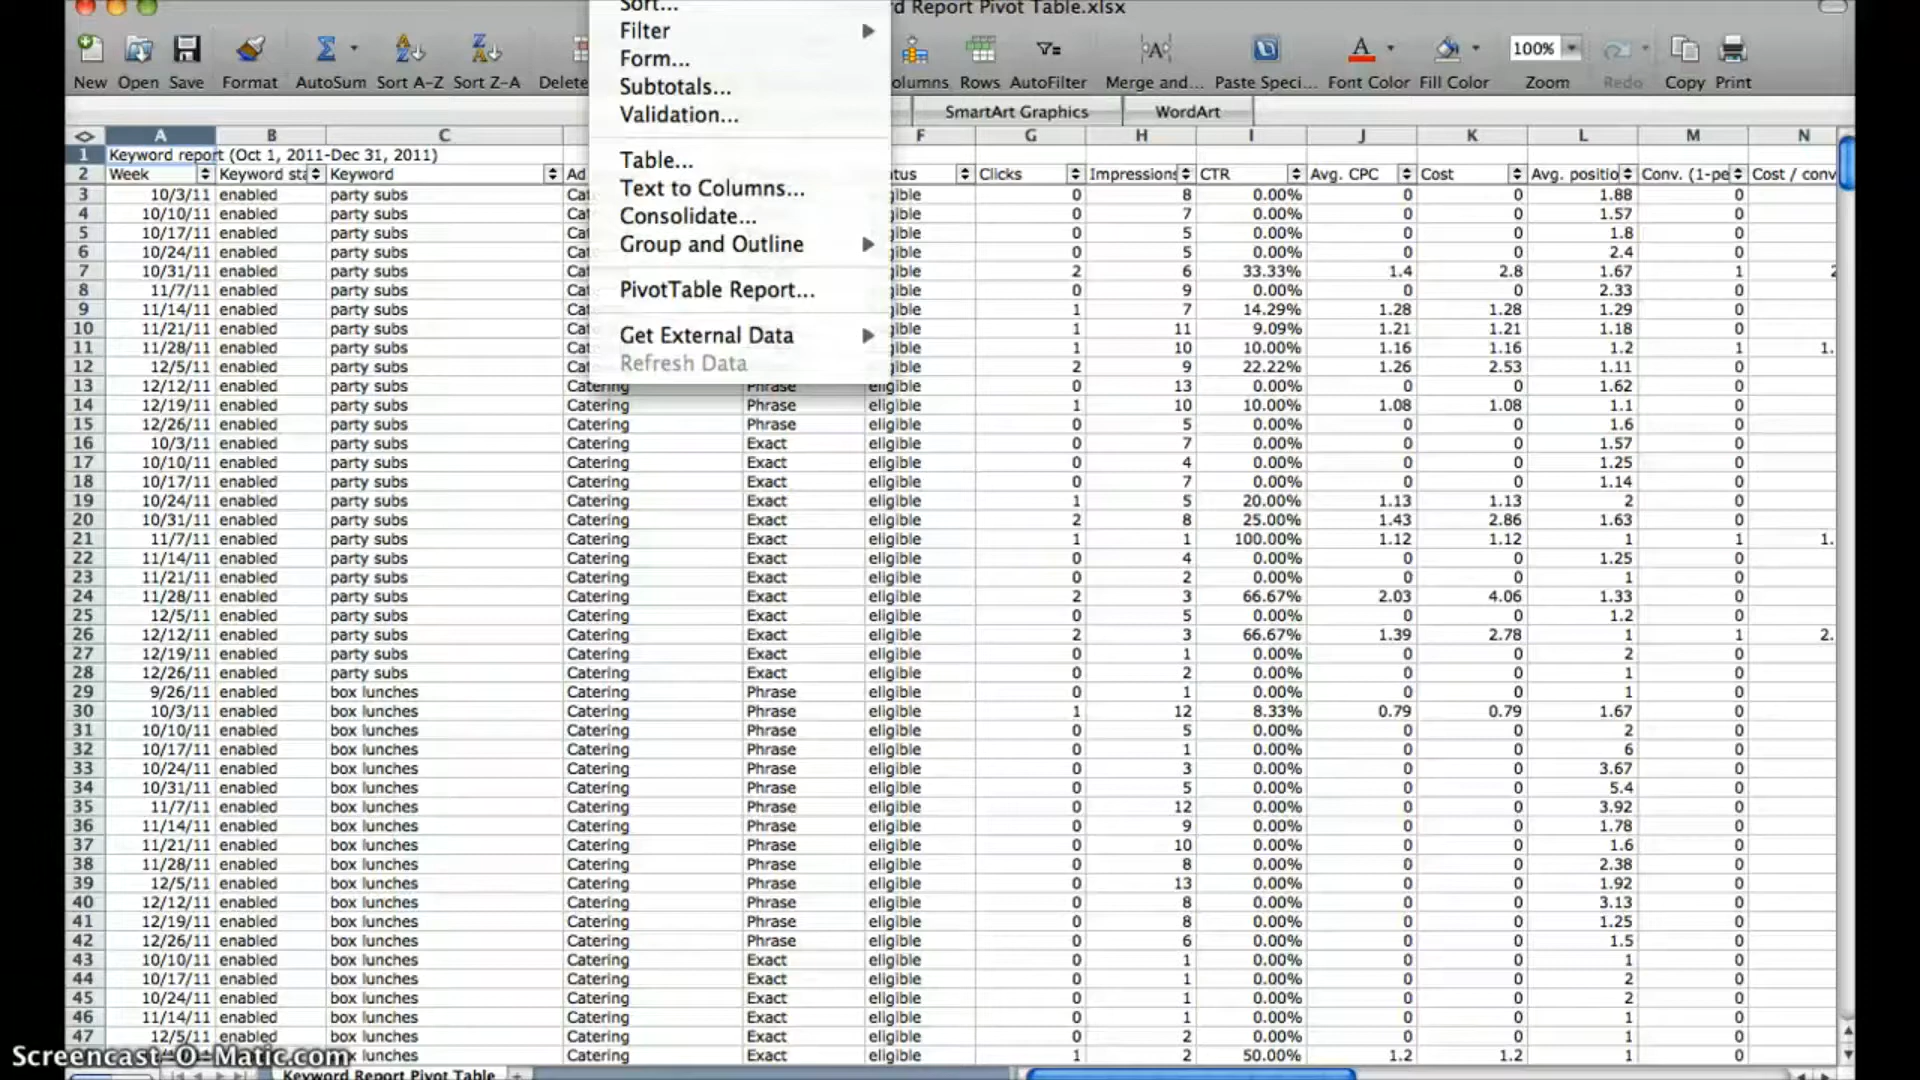 Sort...
d Report Pivot Table.xlsx
Filter
Form...
Subtotals...
Validation...
Table...
Text to Columns...
Consolidate...
Group and Outline
PivotTable Report...
Get External Data
Refresh Data
New Open Save Format AutoSum Sort A-Z Sort Z-A Delete olumns Rows AutoFilter Merge and... Paste Speci... Font Color Fill Color Zoom Redo Copy Print
100%
SmartArt Graphics WordArt
A B C F G H I J K L M N
1 Keyword report (Oct 1, 2011-Dec 31, 2011)
2 Week Keyword sta Keyword Ad tus Clicks Impressions CTR Avg. CPC Cost Avg. positio Conv. (1-pe Cost / conv
3 10/3/11 enabled party subs Cat gible 0 8 0.00% 0 0 1.88 0
4 10/10/11 enabled party subs Cat gible 0 7 0.00% 0 0 1.57 0
5 10/17/11 enabled party subs Cat gible 0 5 0.00% 0 0 1.8 0
6 10/24/11 enabled party subs Cat gible 0 5 0.00% 0 0 2.4 0
7 10/31/11 enabled party subs Cat gible 2 6 33.33% 1.4 2.8 1.67 1 2
8 11/7/11 enabled party subs Cat gible 0 9 0.00% 0 0 2.33 0
9 11/14/11 enabled party subs Cat gible 1 7 14.29% 1.28 1.28 1.29 0
10 11/21/11 enabled party subs Cat gible 1 11 9.09% 1.21 1.21 1.18 0
11 11/28/11 enabled party subs Cat gible 1 10 10.00% 1.16 1.16 1.2 1 1.
12 12/5/11 enabled party subs Cat gible 2 9 22.22% 1.26 2.53 1.11 0
13 12/12/11 enabled party subs Catering Phrase eligible 0 13 0.00% 0 0 1.62 0
14 12/19/11 enabled party subs Catering Phrase eligible 1 10 10.00% 1.08 1.08 1.1 0
15 12/26/11 enabled party subs Catering Phrase eligible 0 5 0.00% 0 0 1.6 0
16 10/3/11 enabled party subs Catering Exact eligible 0 7 0.00% 0 0 1.57 0
17 10/10/11 enabled party subs Catering Exact eligible 0 4 0.00% 0 0 1.25 0
18 10/17/11 enabled party subs Catering Exact eligible 0 7 0.00% 0 0 1.14 0
19 10/24/11 enabled party subs Catering Exact eligible 1 5 20.00% 1.13 1.13 2 0
20 10/31/11 enabled party subs Catering Exact eligible 2 8 25.00% 1.43 2.86 1.63 0
21 11/7/11 enabled party subs Catering Exact eligible 1 1 100.00% 1.12 1.12 1 1 1.
22 11/14/11 enabled party subs Catering Exact eligible 0 4 0.00% 0 0 1.25 0
23 11/21/11 enabled party subs Catering Exact eligible 0 2 0.00% 0 0 1 0
24 11/28/11 enabled party subs Catering Exact eligible 2 3 66.67% 2.03 4.06 1.33 0
25 12/5/11 enabled party subs Catering Exact eligible 0 5 0.00% 0 0 1.2 0
26 12/12/11 enabled party subs Catering Exact eligible 2 3 66.67% 1.39 2.78 1 1 2.
27 12/19/11 enabled party subs Catering Exact eligible 0 1 0.00% 0 0 2 0
28 12/26/11 enabled party subs Catering Exact eligible 0 2 0.00% 0 0 1 0
29 9/26/11 enabled box lunches Catering Phrase eligible 0 1 0.00% 0 0 1 0
30 10/3/11 enabled box lunches Catering Phrase eligible 1 12 8.33% 0.79 0.79 1.67 0
31 10/10/11 enabled box lunches Catering Phrase eligible 0 5 0.00% 0 0 2 0
32 10/17/11 enabled box lunches Catering Phrase eligible 0 1 0.00% 0 0 6 0
33 10/24/11 enabled box lunches Catering Phrase eligible 0 3 0.00% 0 0 3.67 0
34 10/31/11 enabled box lunches Catering Phrase eligible 0 5 0.00% 0 0 5.4 0
35 11/7/11 enabled box lunches Catering Phrase eligible 0 12 0.00% 0 0 3.92 0
36 11/14/11 enabled box lunches Catering Phrase eligible 0 9 0.00% 0 0 1.78 0
37 11/21/11 enabled box lunches Catering Phrase eligible 0 10 0.00% 0 0 1.6 0
38 11/28/11 enabled box lunches Catering Phrase eligible 0 8 0.00% 0 0 2.38 0
39 12/5/11 enabled box lunches Catering Phrase eligible 0 13 0.00% 0 0 1.92 0
40 12/12/11 enabled box lunches Catering Phrase eligible 0 8 0.00% 0 0 3.13 0
41 12/19/11 enabled box lunches Catering Phrase eligible 0 8 0.00% 0 0 1.25 0
42 12/26/11 enabled box lunches Catering Phrase eligible 0 6 0.00% 0 0 1.5 0
43 10/10/11 enabled box lunches Catering Exact eligible 0 1 0.00% 0 0 1 0
44 10/17/11 enabled box lunches Catering Exact eligible 0 1 0.00% 0 0 2 0
45 10/24/11 enabled box lunches Catering Exact eligible 0 1 0.00% 0 0 2 0
46 11/14/11 enabled box lunches Catering Exact eligible 0 1 0.00% 0 0 1 0
47 12/5/11 enabled box lunches Catering Exact eligible 0 2 0.00% 0 0 1 0
x lunches Catering Exact eligible 1 2 50.00% 1.2 1.2 1 0
Screencast-O-Matic.com
Keyword Report Pivot Table